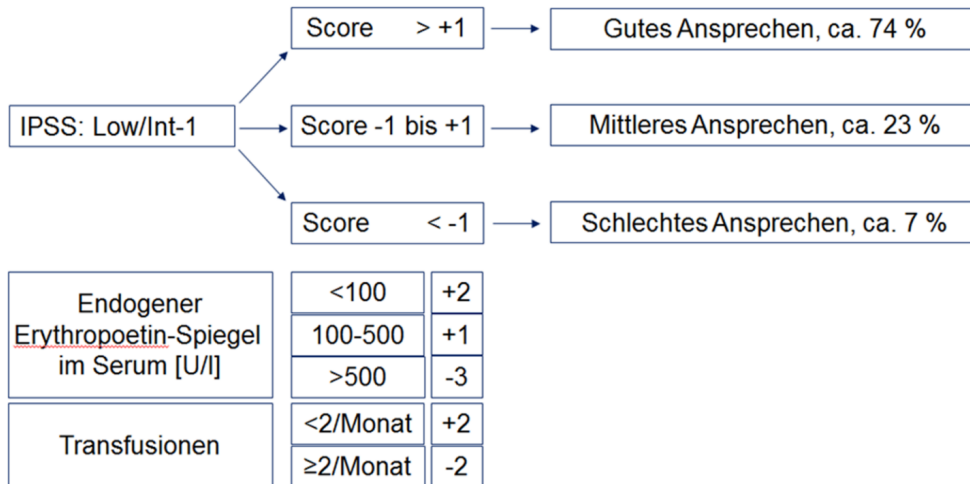 Score > +1
Gutes Ansprechen, ca. 74 %
IPSS: Low/Int-1
Score -1 bis +1
Mittleres Ansprechen, ca. 23 %
Score < -1
Schlechtes Ansprechen, ca. 7 %
Endogener
Erythropoetin-Spiegel
im Serum [U/l]
<100
+2
100-500
+1
>500
-3
Transfusionen
<2/Monat
+2
≥2/Monat
-2